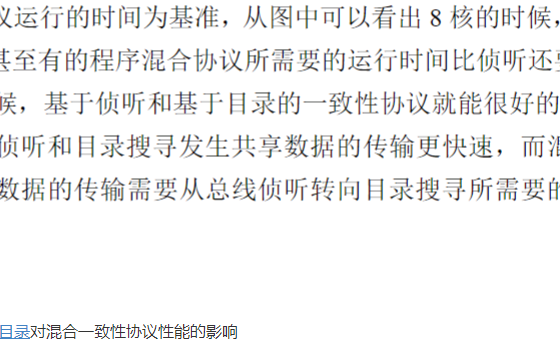 议运行的时间为基准，从图中可以看出 8 核的时候，
甚至有的程序混合协议所需要的运行时间比侦听还
候，基于侦听和基于目录的一致性协议就能很好的
侦听和目录搜寻发生共享数据的传输更快速，而
数据的传输需要从总线侦听转向目录搜寻所需要的
目录对混合一致性协议性能的影响